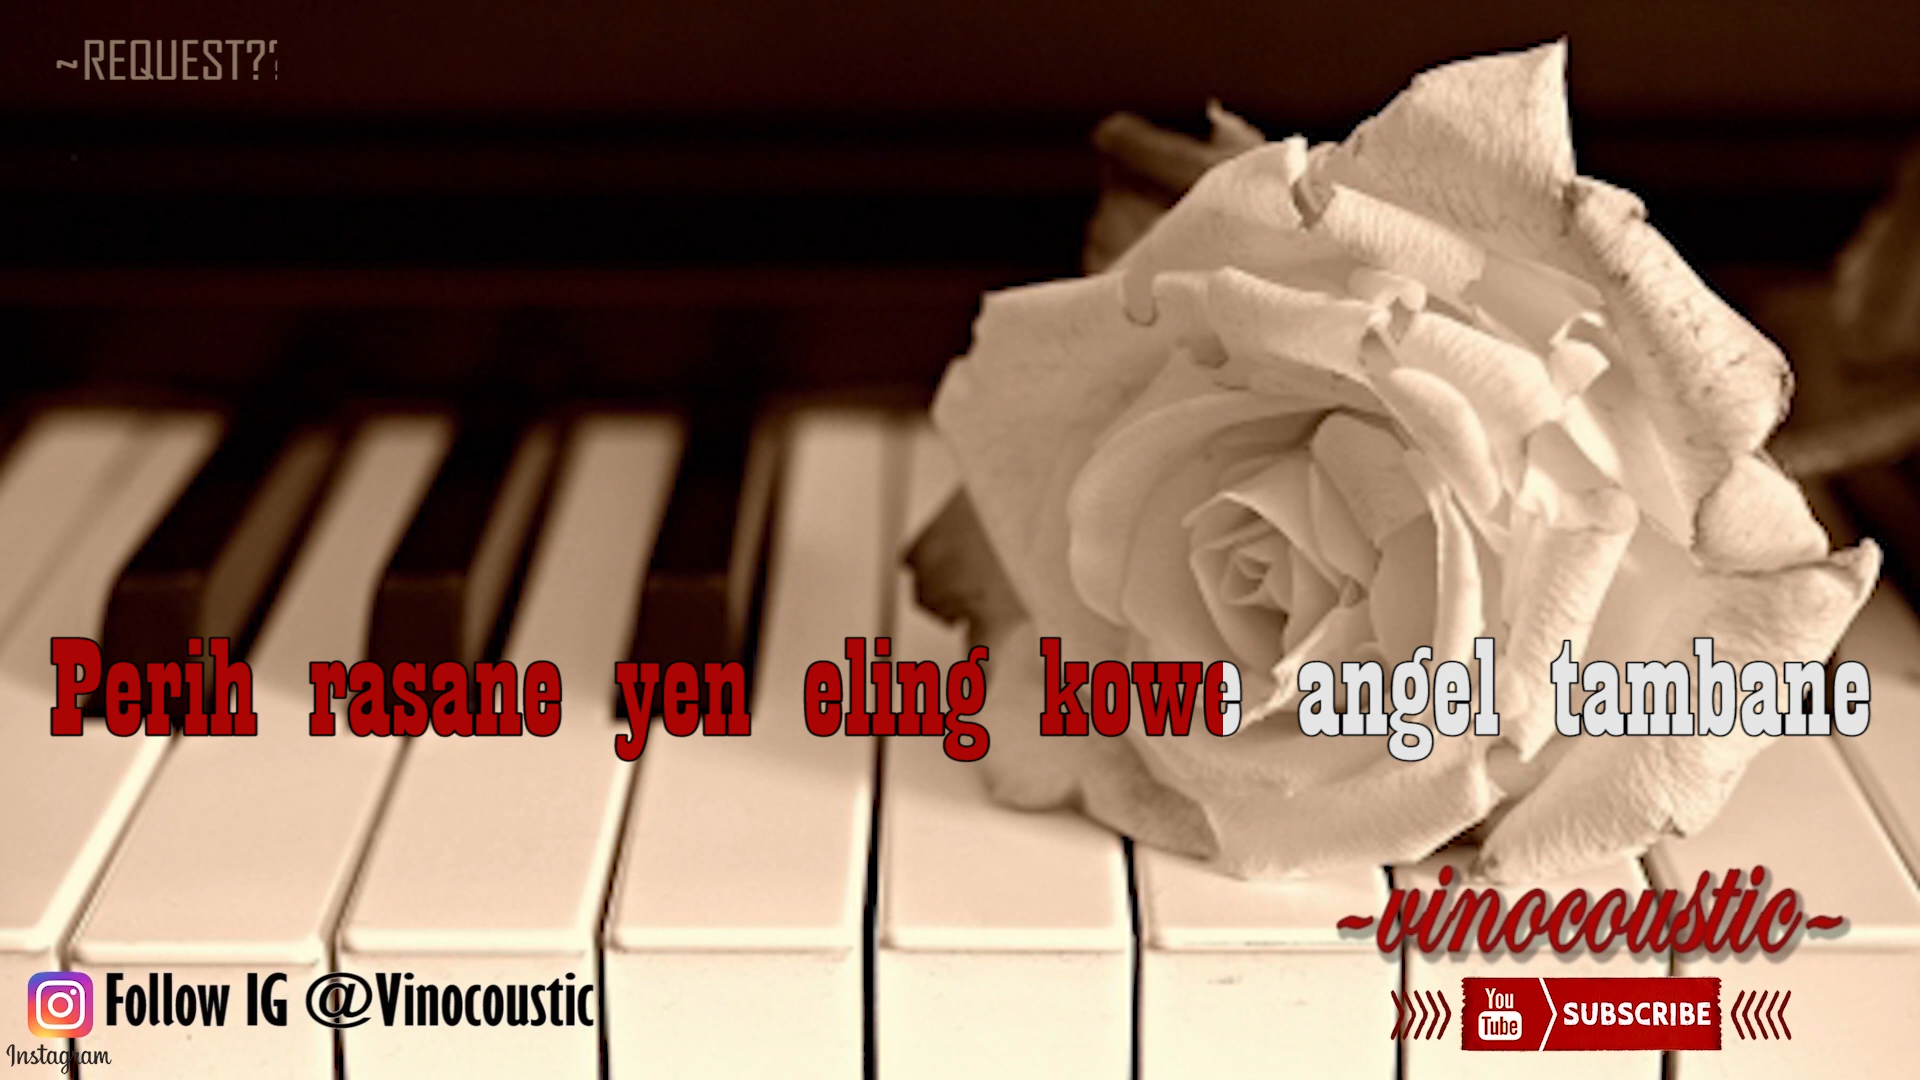 ~REQUEST??
Perih rasane yen eling kowe angel tambane
~vinocoustic~
Follow IG @Vinocoustic
Instagram
You
Tube
SUBSCRIBE